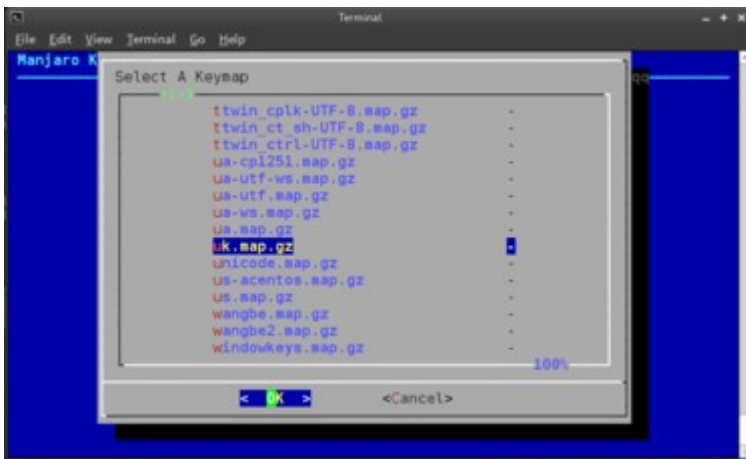 Terminal
File Edit View Terminal Go Help
Manjaro K
Select A Keymap
ttwin_cplk-UTF-8.map.gz -
ttwin_ct_sh-UTF-8.map.gz -
ttwin_ctrl-UTF-8.map.gz -
ua-cp1251.map.gz -
ua-utf-ws.map.gz -
ua-utf.map.gz -
ua-ws.map.gz -
ua.map.gz -
uk.map.gz -
unicode.map.gz -
us-acentos.map.gz -
us.map.gz -
wangbe.map.gz -
wangbe2.map.gz -
windowkeys.map.gz -
100%
< OK > <Cancel>